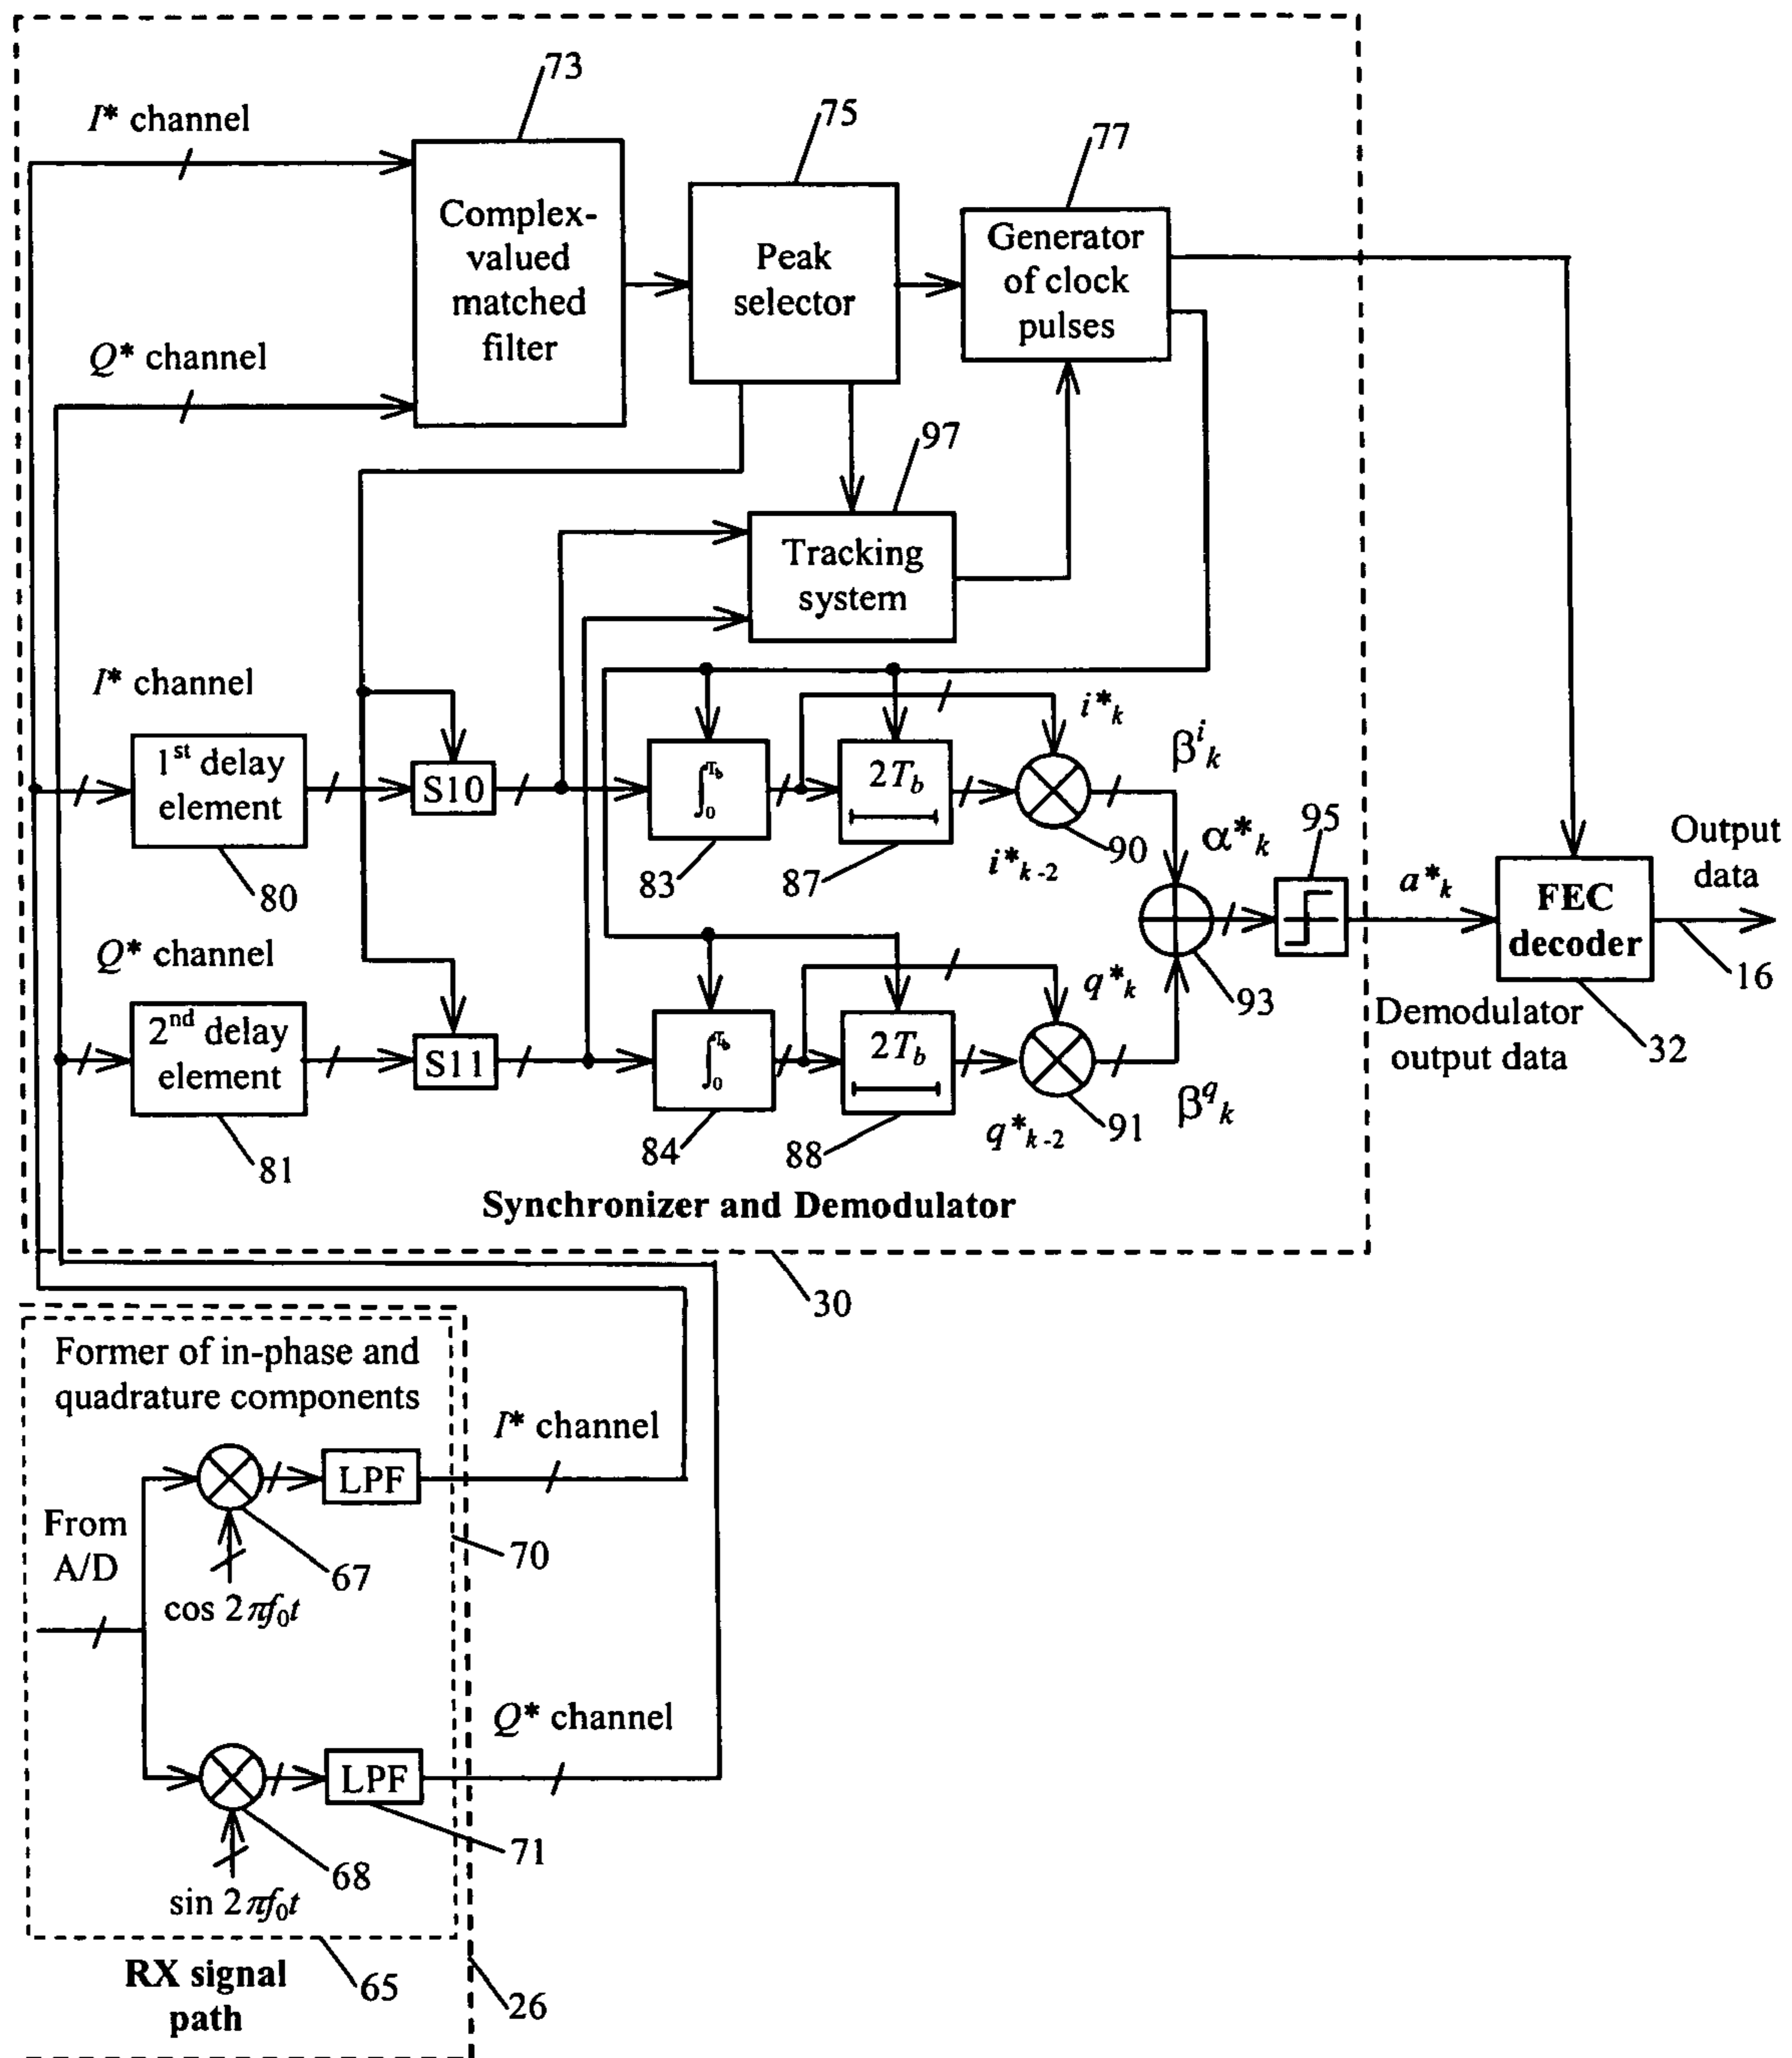 73
I* channel
75
77
Complex-
valued
matched
filter
Peak
selector
Generator
of clock
pulses
Q* channel
97
Tracking
system
I* channel
i*k
βik
1st delay
element
S10
∫0Tb
2Tb
95
α*k
90
i*k-2
83
87
80
Output
data
a*k
FEC
decoder
Q* channel
q*k
93
16
2nd delay
element
S11
∫0Tb
2Tb
Demodulator
output data
32
βqk
91
q*k-2
84
88
81
Synchronizer and Demodulator
30
Former of in-phase and
quadrature components
I* channel
LPF
From
A/D
70
67
cos 2πf0t
Q* channel
LPF
71
68
sin 2πf0t
RX signal
path
65
26